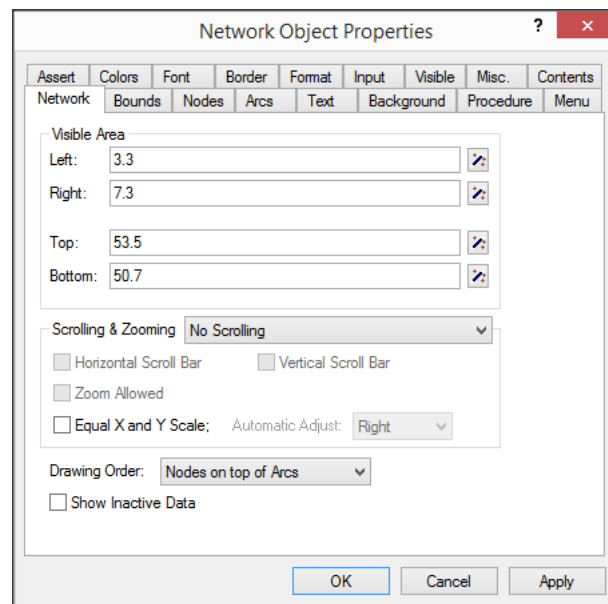 Network Object Properties ? ×
Assert Colors Font Border Format Input Visible Misc. Contents
Network Bounds Nodes Arcs Text Background Procedure Menu
Visible Area
Left: 3.3
Right: 7.3
Top: 53.5
Bottom: 50.7
Scrolling & Zooming No Scrolling
Horizontal Scroll Bar Vertical Scroll Bar
Zoom Allowed
Equal X and Y Scale; Automatic Adjust: Right
Drawing Order: Nodes on top of Arcs
Show Inactive Data
OK Cancel Apply